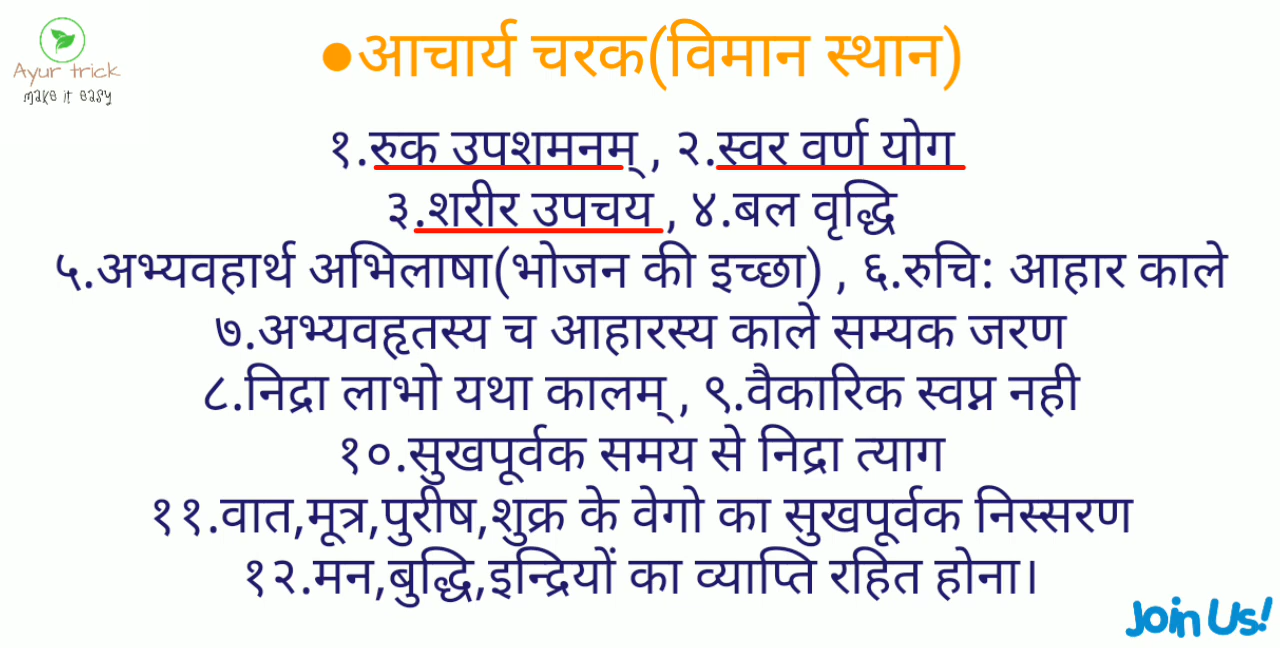 Ayur trick
make it easy
●आचार्य चरक(विमान स्थान)
१.रुक उपशमनम् , २.स्वर वर्ण योग
३.शरीर उपचय , ४.बल वृद्धि
५.अभ्यवहार्थ अभिलाषा(भोजन की इच्छा) , ६.रुचि: आहार काले
७.अभ्यवहृतस्य च आहारस्य काले सम्यक जरण
८.निद्रा लाभो यथा कालम् , ९.वैकारिक स्वप्न नही
१०.सुखपूर्वक समय से निद्रा त्याग
११.वात,मूत्र,पुरीष,शुक्र के वेगो का सुखपूर्वक निस्सरण
१२.मन,बुद्धि,इन्द्रियों का व्याप्ति रहित होना।
Join Us!